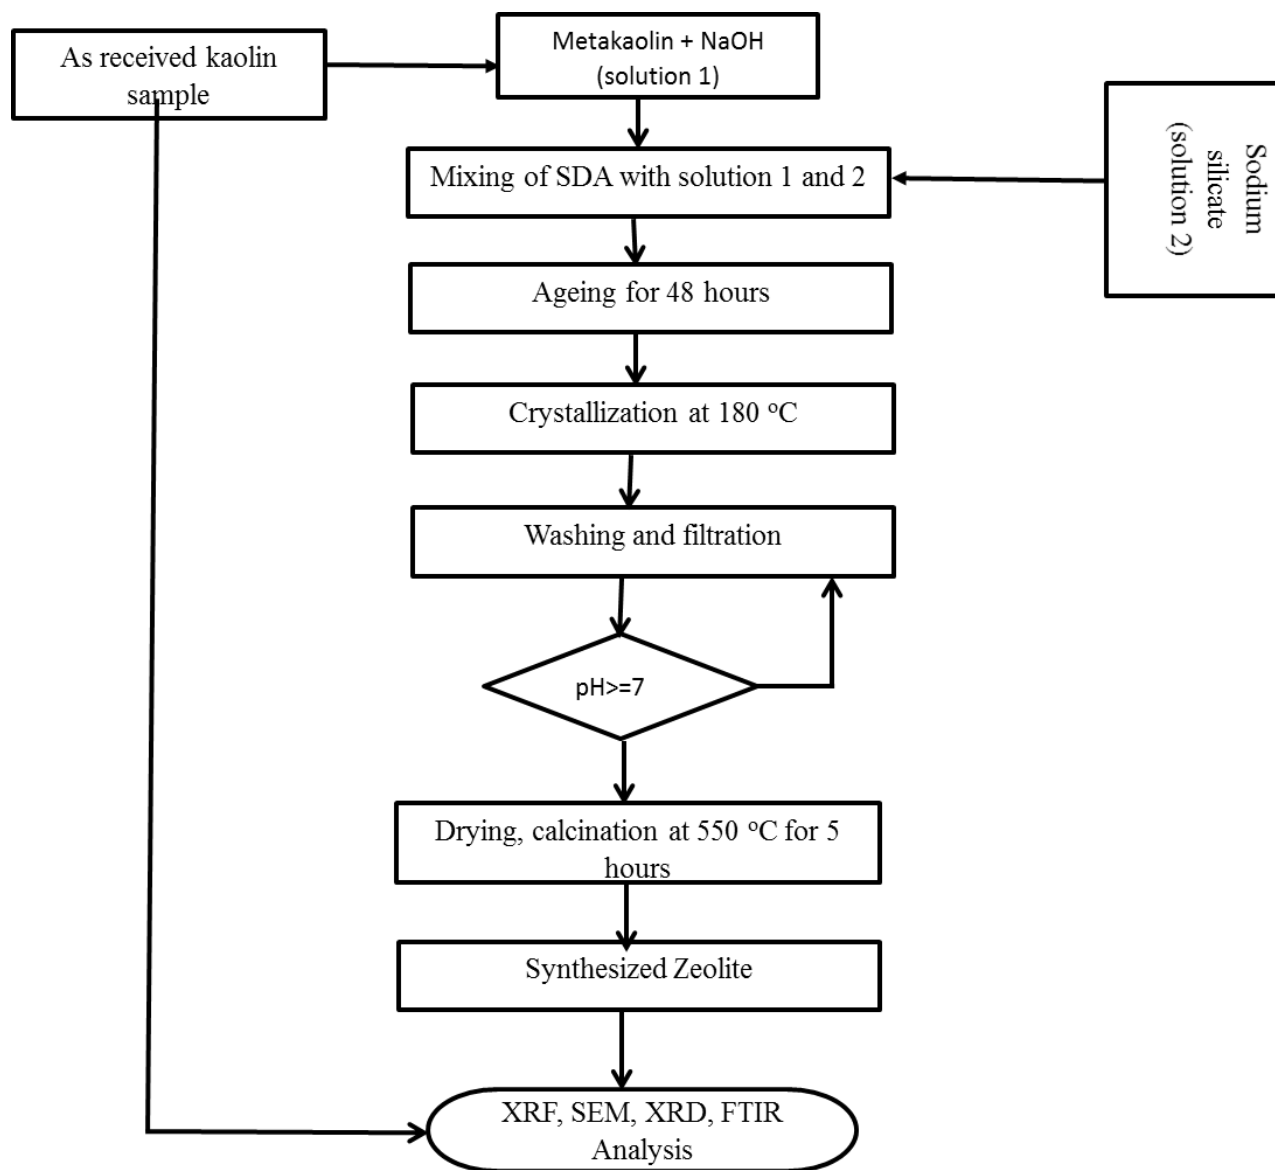 As received kaolin
sample
Metakaolin + NaOH
(solution 1)
Sodium
silicate
(solution 2)
Mixing of SDA with solution 1 and 2
Ageing for 48 hours
Crystallization at 180 °C
Washing and filtration
pH>=7
Drying, calcination at 550 °C for 5
hours
Synthesized Zeolite
XRF, SEM, XRD, FTIR
Analysis